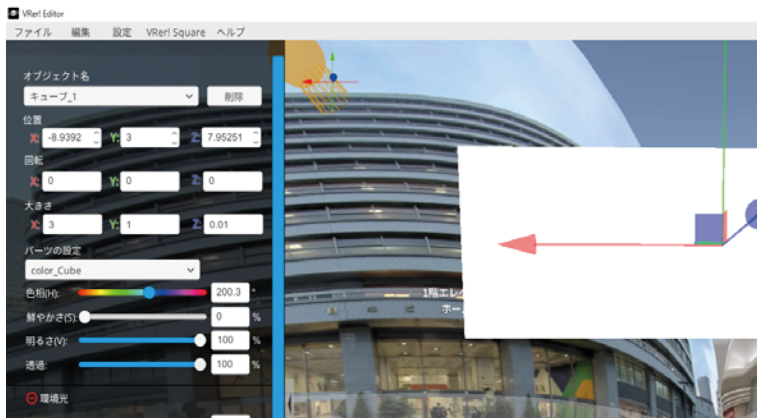 VRer! Editor
ファイル 編集 設定 VRer! Square ヘルプ
オブジェクト名
キューブ_1 削除
位置
X: -8.9392 Y: 3 Z: 7.95251
回転
X: 0 Y: 0 Z: 0
大きさ
X: 3 Y: 1 Z: 0.01
パーツの設定
color_Cube
色相(H): 200.3 °
鮮やかさ(S): 0 %
明るさ(V): 100 %
透過: 100 %
環境光
1階エレ
ホー